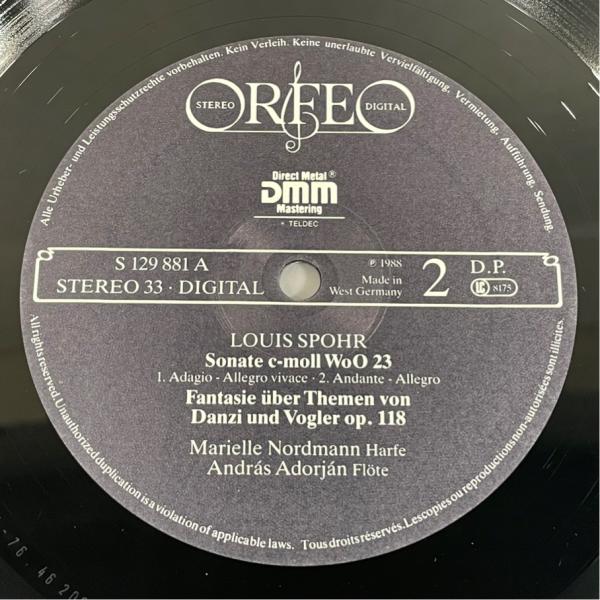 Alle Urheber- und Leistungsschutzrechte vorbehalten. Kein Verleih. Keine unerlaubte Vervielfältigung, Vermietung, Aufführung, Sendung.
STEREO ORFEO DIGITAL
Direct Metal®
DMM
Mastering
+ TELDEC
S 129 881 A
STEREO 33 · DIGITAL
℗ 1988
Made in
West Germany
2
D.P.
LC 8175
LOUIS SPOHR
Sonate c-moll WoO 23
1. Adagio - Allegro vivace · 2. Andante - Allegro
Fantasie über Themen von
Danzi und Vogler op. 118
Marielle Nordmann Harfe
András Adorján Flöte
All rights reserved. Unauthorized duplication is a violation of applicable laws. Tous droits réservés. Les copies ou reproductions non-autorisées sont illicites.